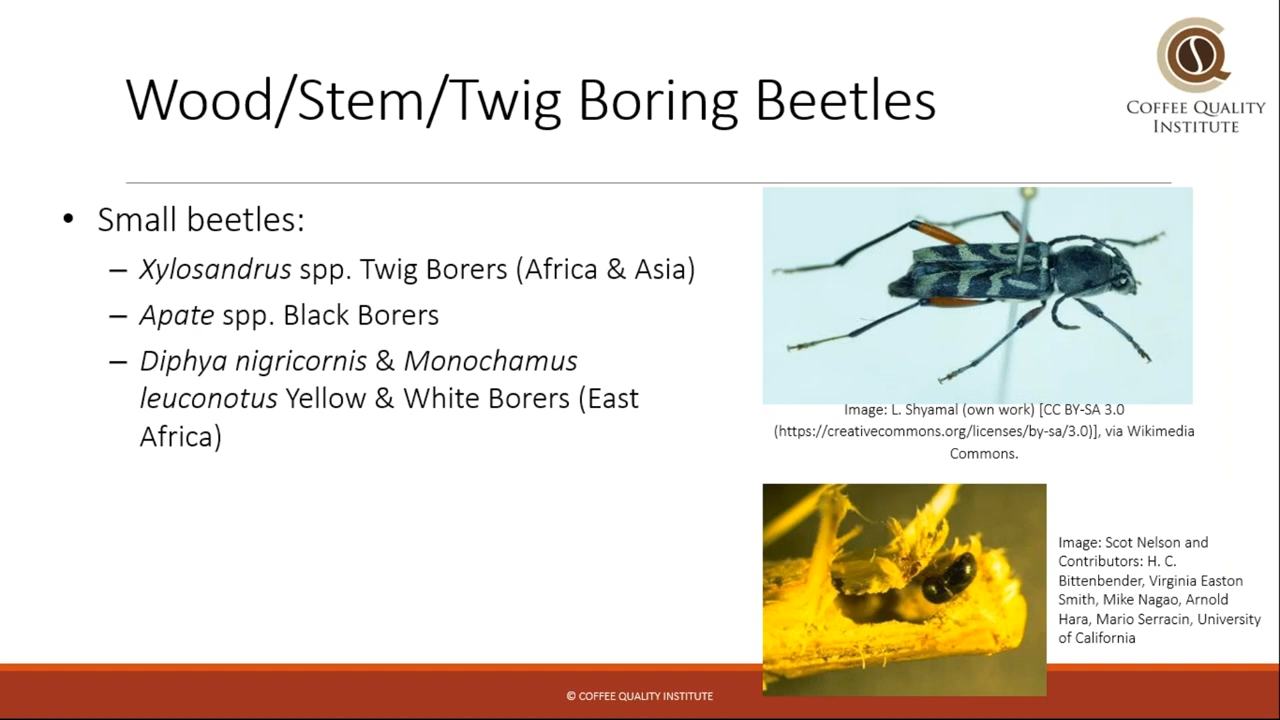 Wood/Stem/Twig Boring Beetles
COFFEE QUALITY
INSTITUTE
• Small beetles:
– Xylosandrus spp. Twig Borers (Africa & Asia)
– Apate spp. Black Borers
– Diphya nigricornis & Monochamus
leuconotus Yellow & White Borers (East
Africa)
Image: L. Shyamal (own work) [CC BY-SA 3.0
(https://creativecommons.org/licenses/by-sa/3.0)], via Wikimedia
Commons.
Image: Scot Nelson and
Contributors: H. C.
Bittenbender, Virginia Easton
Smith, Mike Nagao, Arnold
Hara, Mario Serracin, University
of California
© COFFEE QUALITY INSTITUTE